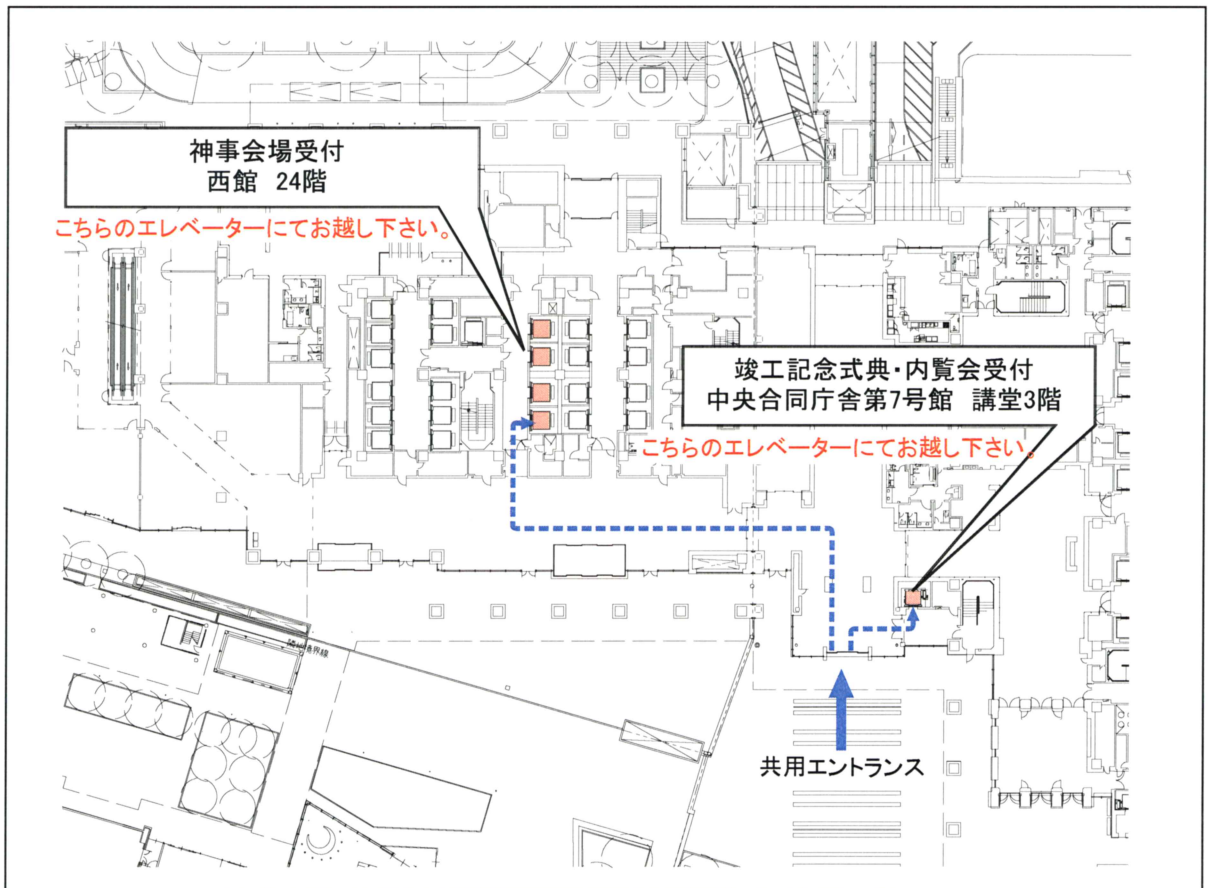 神事会場受付
西館 24階
こちらのエレベーターにてお越し下さい。
竣工記念式典・内覧会受付
中央合同庁舎第7号館 講堂3階
こちらのエレベーターにてお越し下さい。
共用エントランス